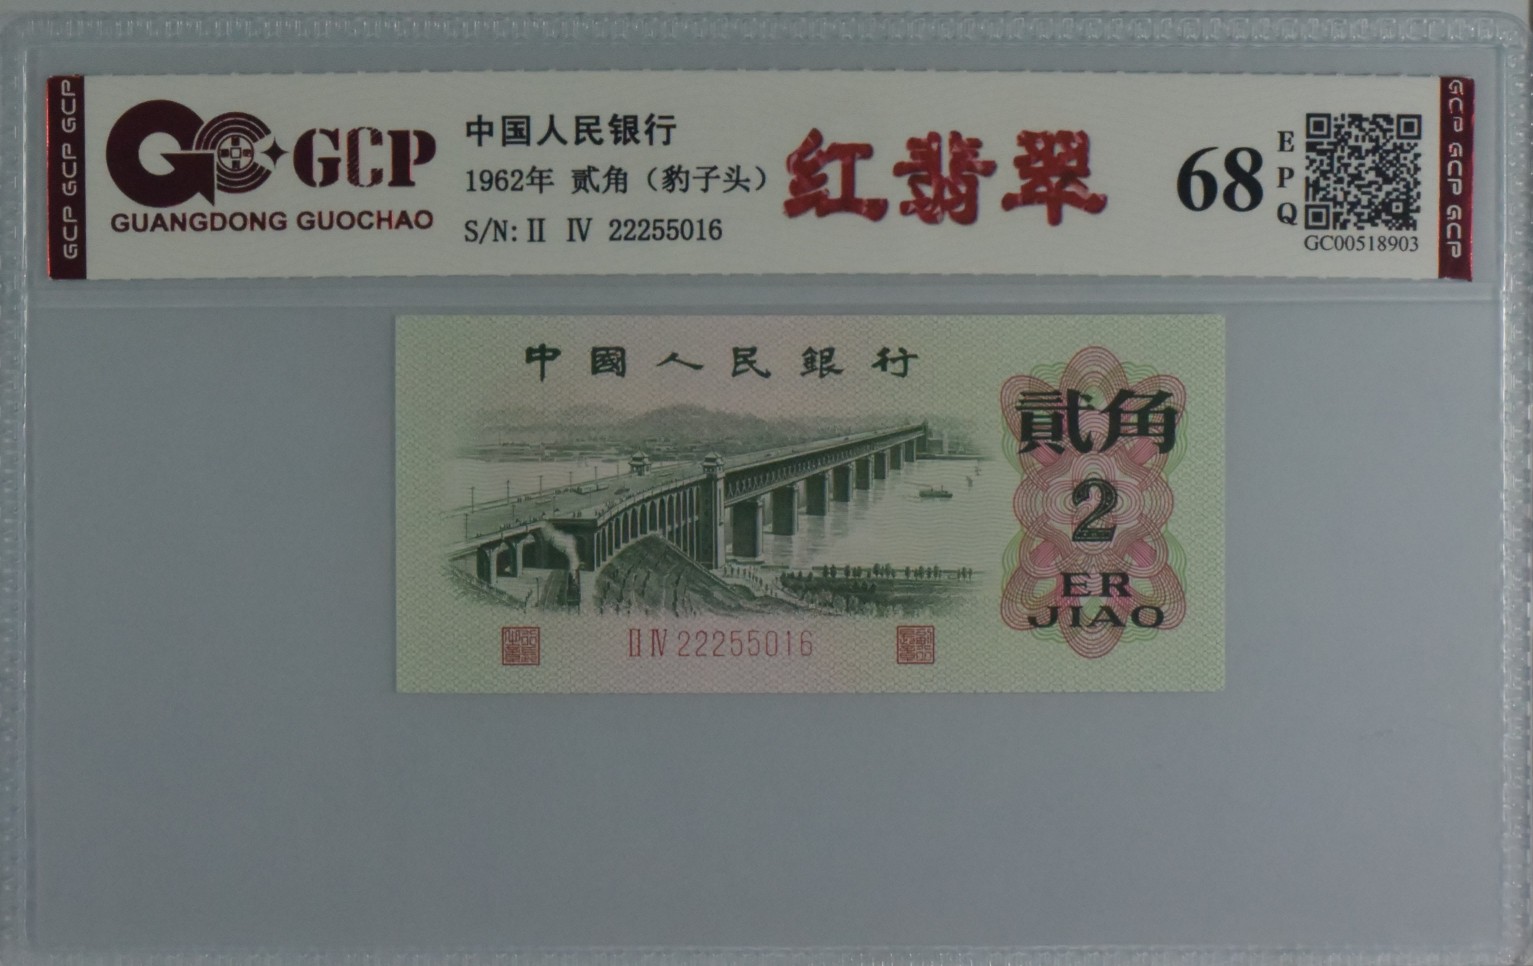 GCP GCP GCP
GCP
GUANGDONG GUOCHAO
中国人民银行
1962年 贰角（豹子头）
S/N: II IV 22255016
红翡翠
68
EPQ
GC00518903
GCP GCP GCP
中國人民銀行
貳角
2
ER
JIAO
II IV 22255016